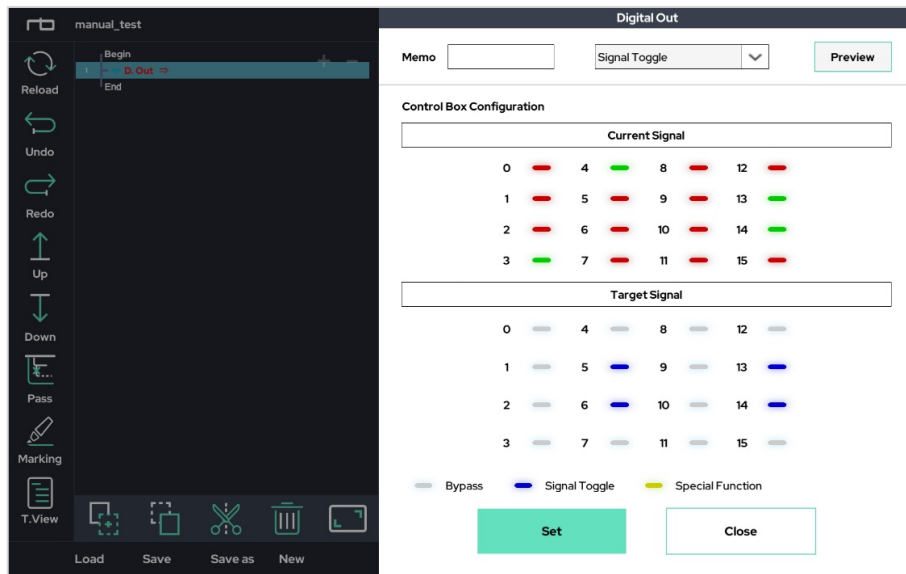 manual_test
Reload
Undo
Redo
Up
Down
Pass
Marking
T.View
Begin
1 D. Out ⇒
End
Load Save Save as New
Digital Out
Memo Signal Toggle Preview
Control Box Configuration
Current Signal
0 4 8 12
1 5 9 13
2 6 10 14
3 7 11 15
Target Signal
0 4 8 12
1 5 9 13
2 6 10 14
3 7 11 15
Bypass Signal Toggle Special Function
Set Close